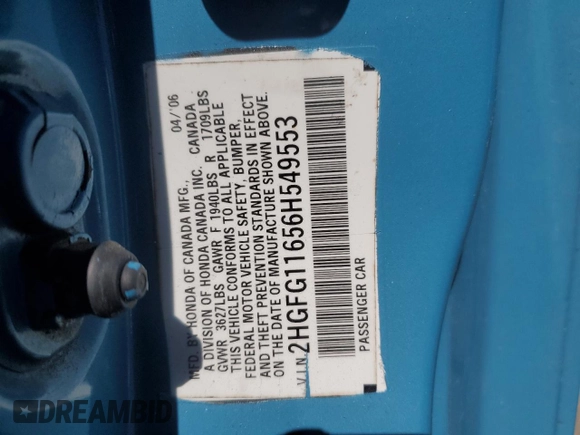 04/'06
MFD. BY HONDA OF CANADA MFG.,
A DIVISION OF HONDA CANADA INC. CANADA
GVWR 3627LBS GAWR F 1940LBS R 1709LBS
THIS VEHICLE CONFORMS TO ALL APPLICABLE
FEDERAL MOTOR VEHICLE SAFETY, BUMPER,
AND THEFT PREVENTION STANDARDS IN EFFECT
ON THE DATE OF MANUFACTURE SHOWN ABOVE.
V.I.N. 2HGFG11656H549553
PASSENGER CAR
DREAMBID